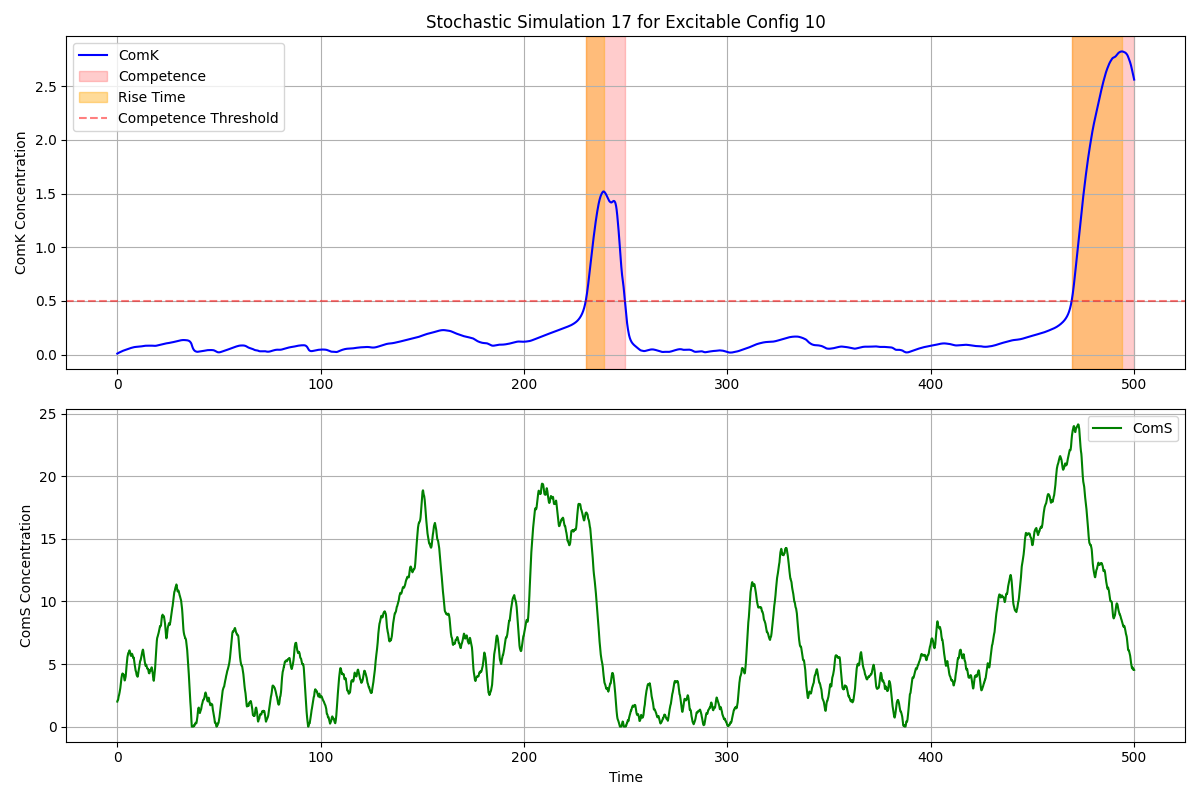 Stochastic Simulation 17 for Excitable Config 10
ComK
Competence
Rise Time
Competence Threshold
ComK Concentration
2.5
2.0
1.5
1.0
0.5
0.0
0 100 200 300 400 500
ComS
ComS Concentration
25
20
15
10
5
0
0 100 200 300 400 500
Time